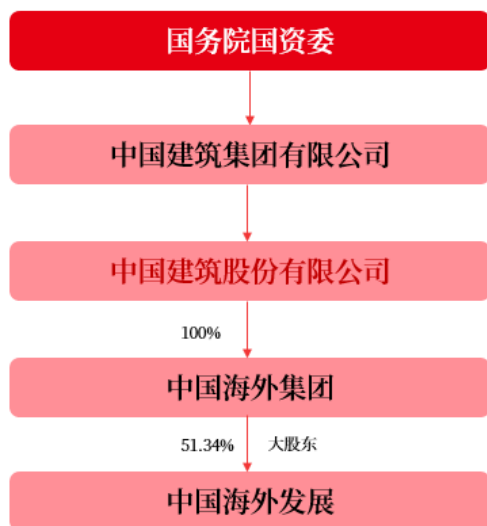 国务院国资委
中国建筑集团有限公司
中国建筑股份有限公司
100%
中国海外集团
51.34% 大股东
中国海外发展